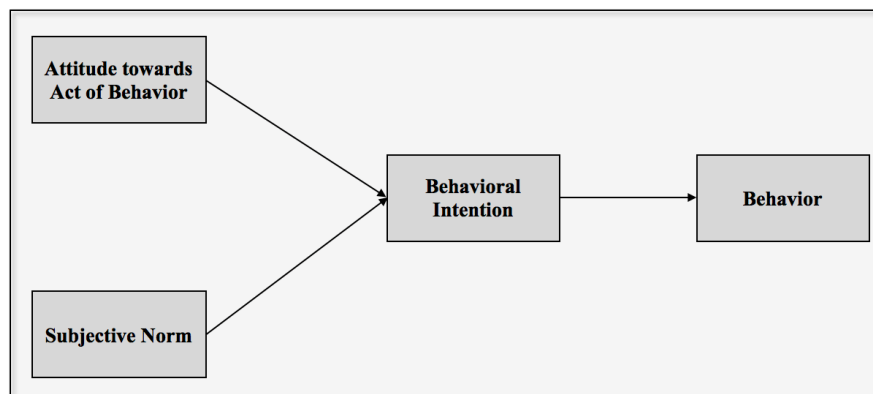 Attitude towards
Act of Behavior
Behavioral
Intention
Behavior
Subjective Norm